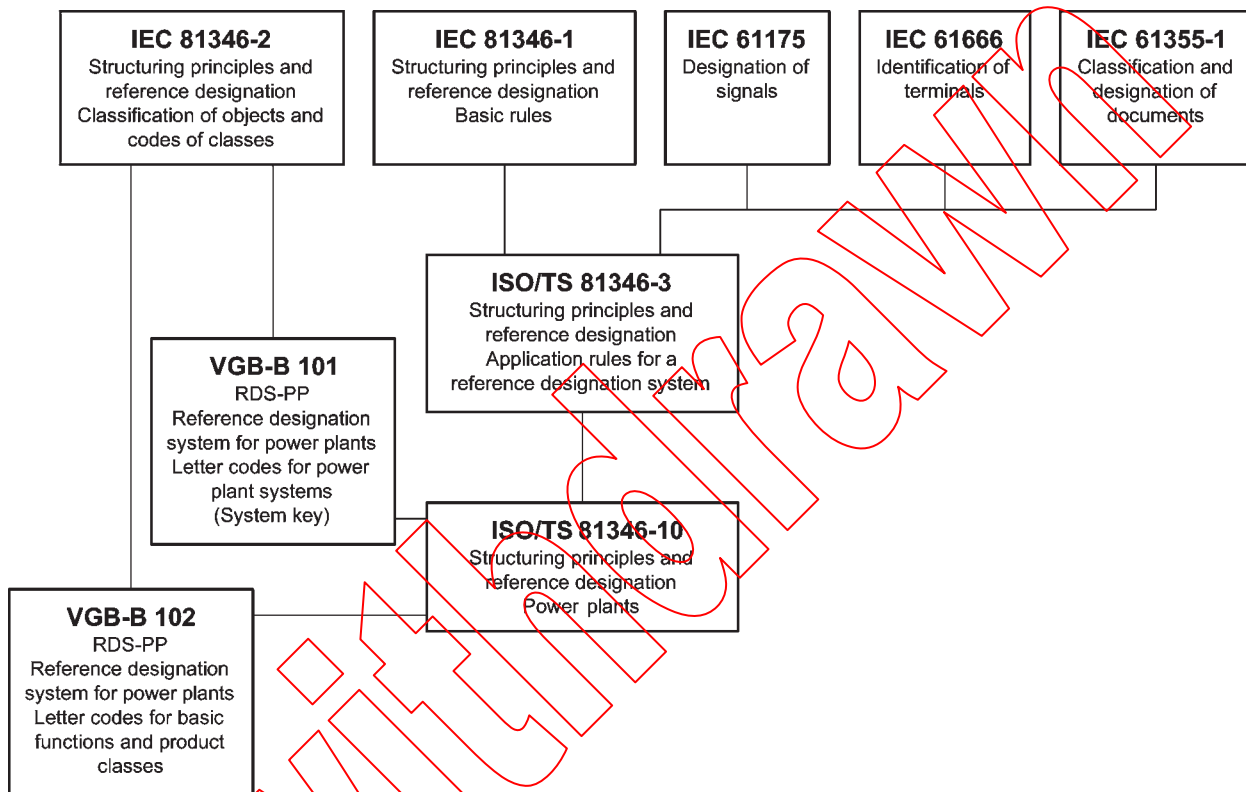 IEC 81346-2
Structuring principles and
reference designation
Classification of objects and
codes of classes
IEC 81346-1
Structuring principles and
reference designation
Basic rules
IEC 61175
Designation of
signals
IEC 61666
Identification of
terminals
IEC 61355-1
Classification and
designation of
documents
ISO/TS 81346-3
Structuring principles and
reference designation
Application rules for a
reference designation system
VGB-B 101
RDS-PP
Reference designation
system for power plants
Letter codes for power
plant systems
(System key)
ISO/TS 81346-10
Structuring principles and
reference designation
Power plants
VGB-B 102
RDS-PP
Reference designation
system for power plants
Letter codes for basic
functions and product
classes
withdrawn